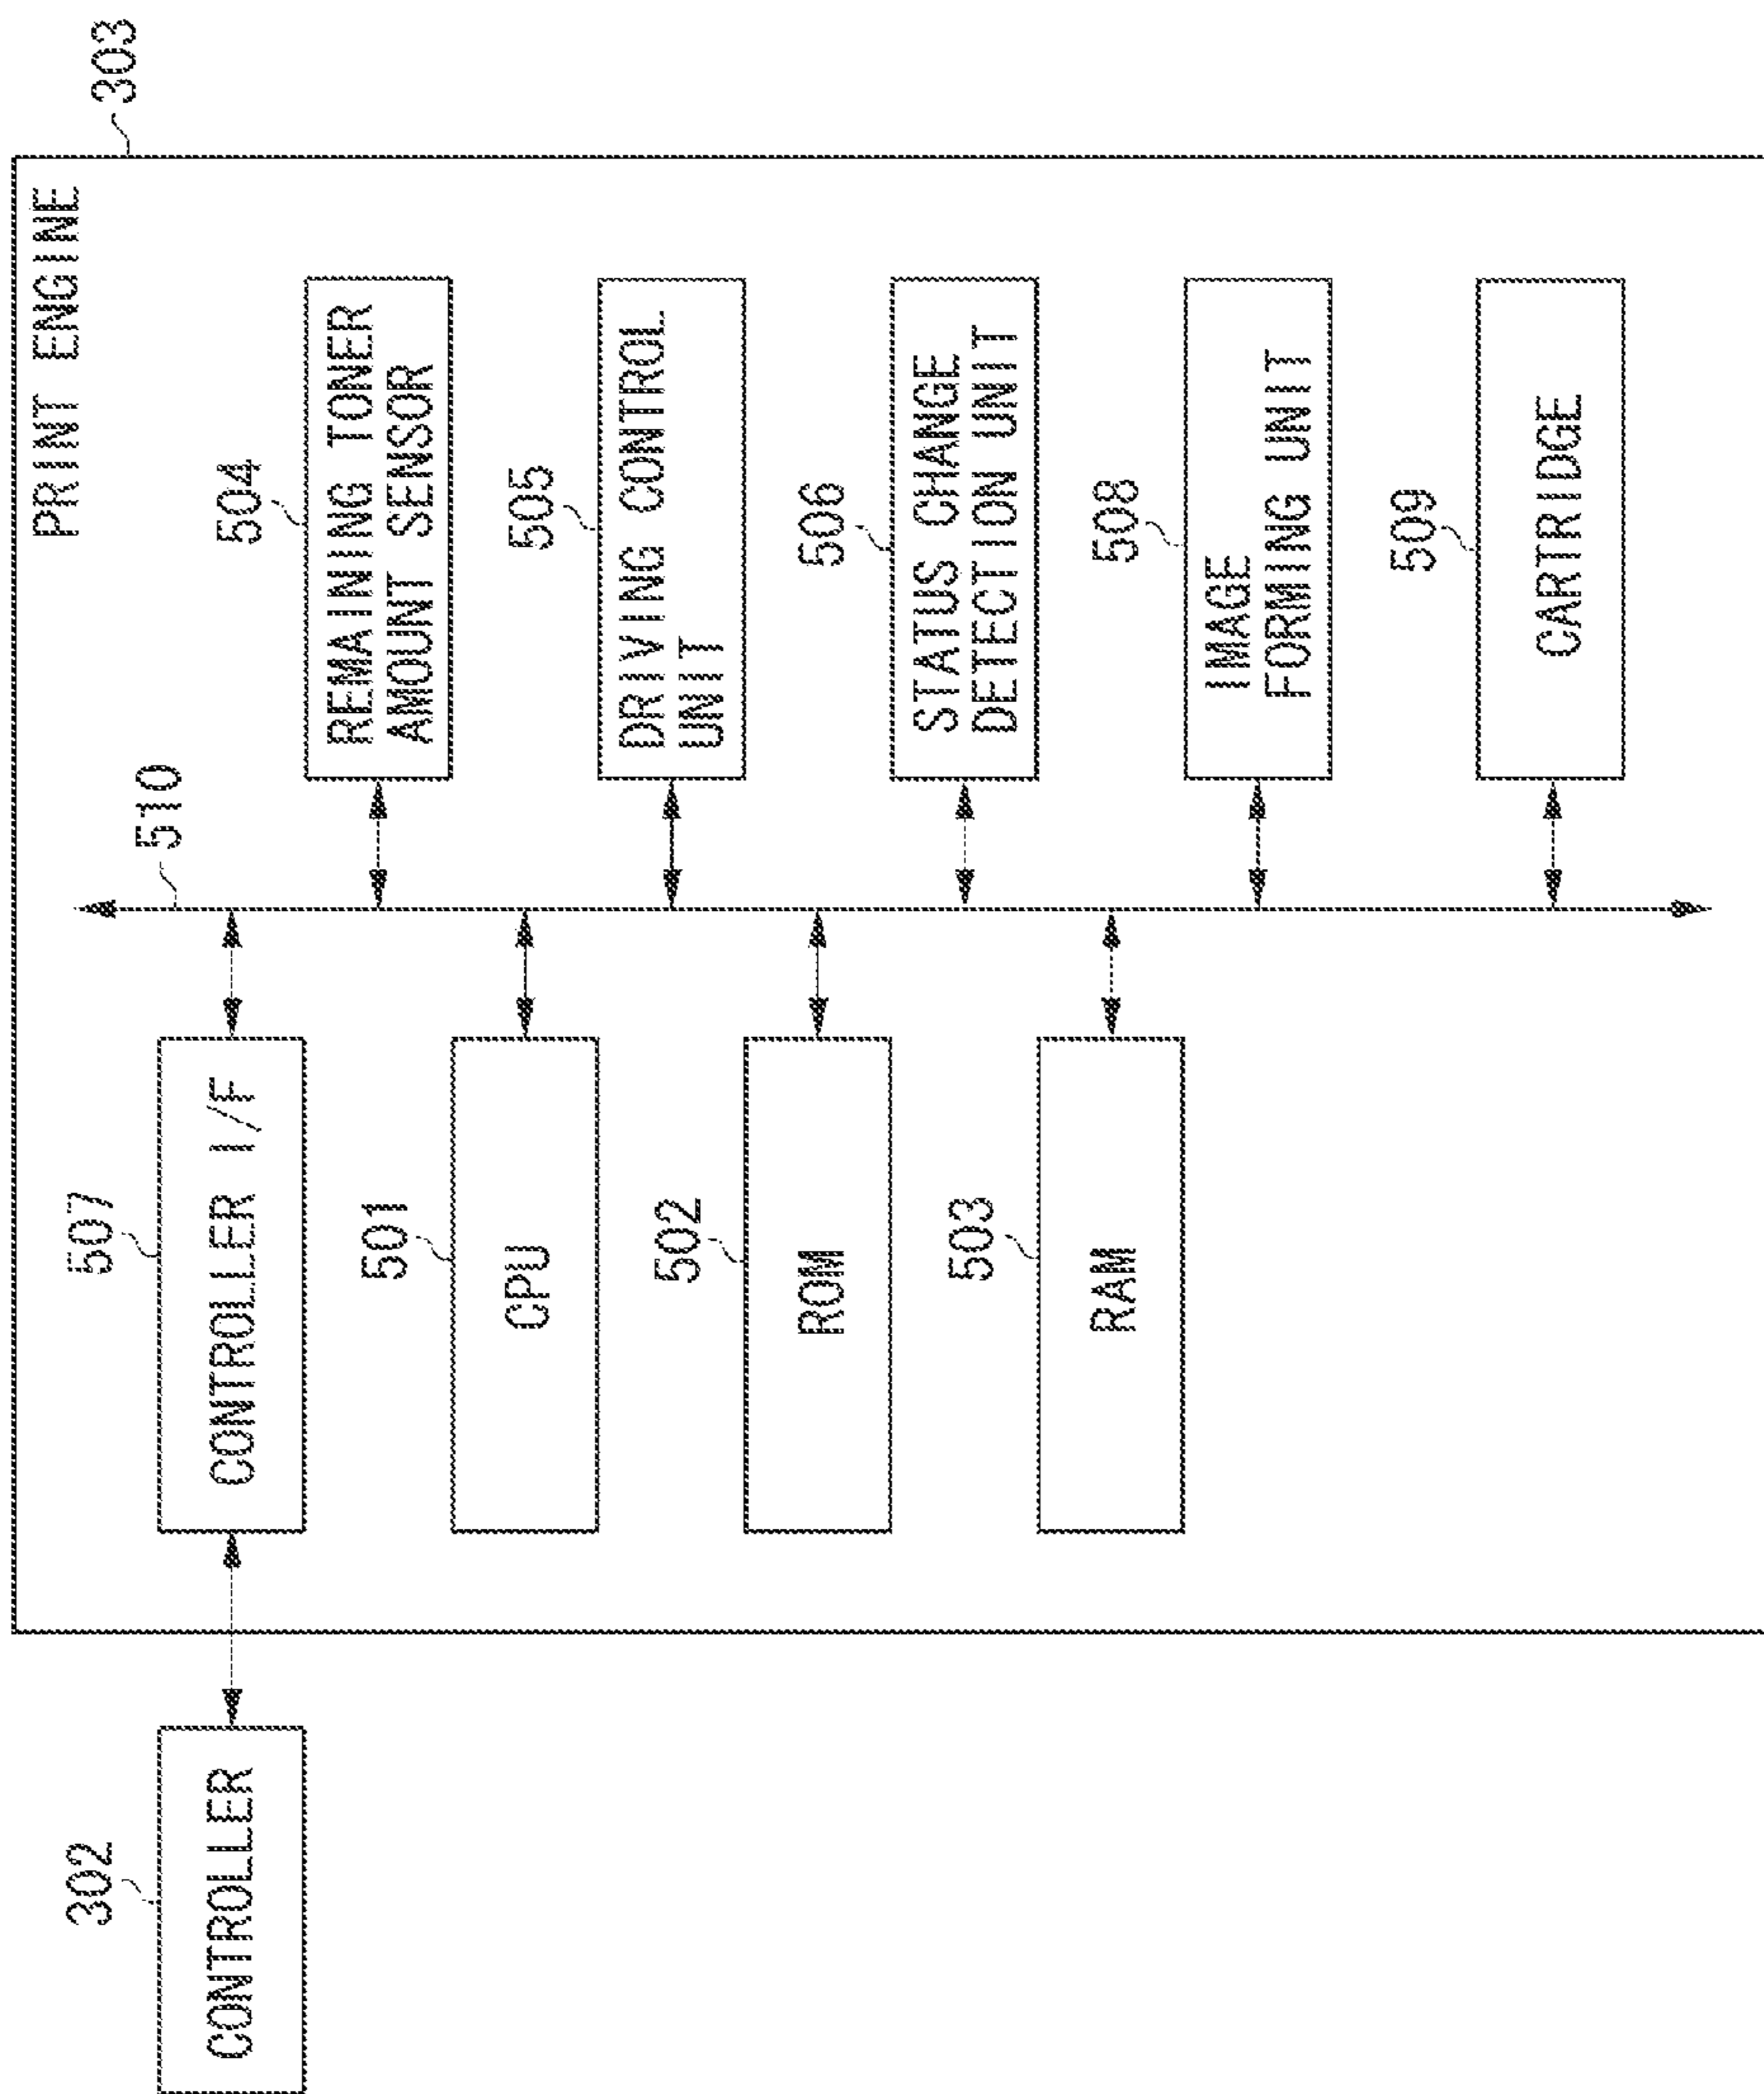 303
PRINT ENGINE
510
302
CONTROLLER
507
CONTROLLER I/F
504
REMAINING TONER
AMOUNT SENSOR
501
CPU
505
DRIVING CONTROL
UNIT
502
ROM
506
STATUS CHANGE
DETECTION UNIT
503
RAM
508
IMAGE
FORMING UNIT
509
CARTRIDGE